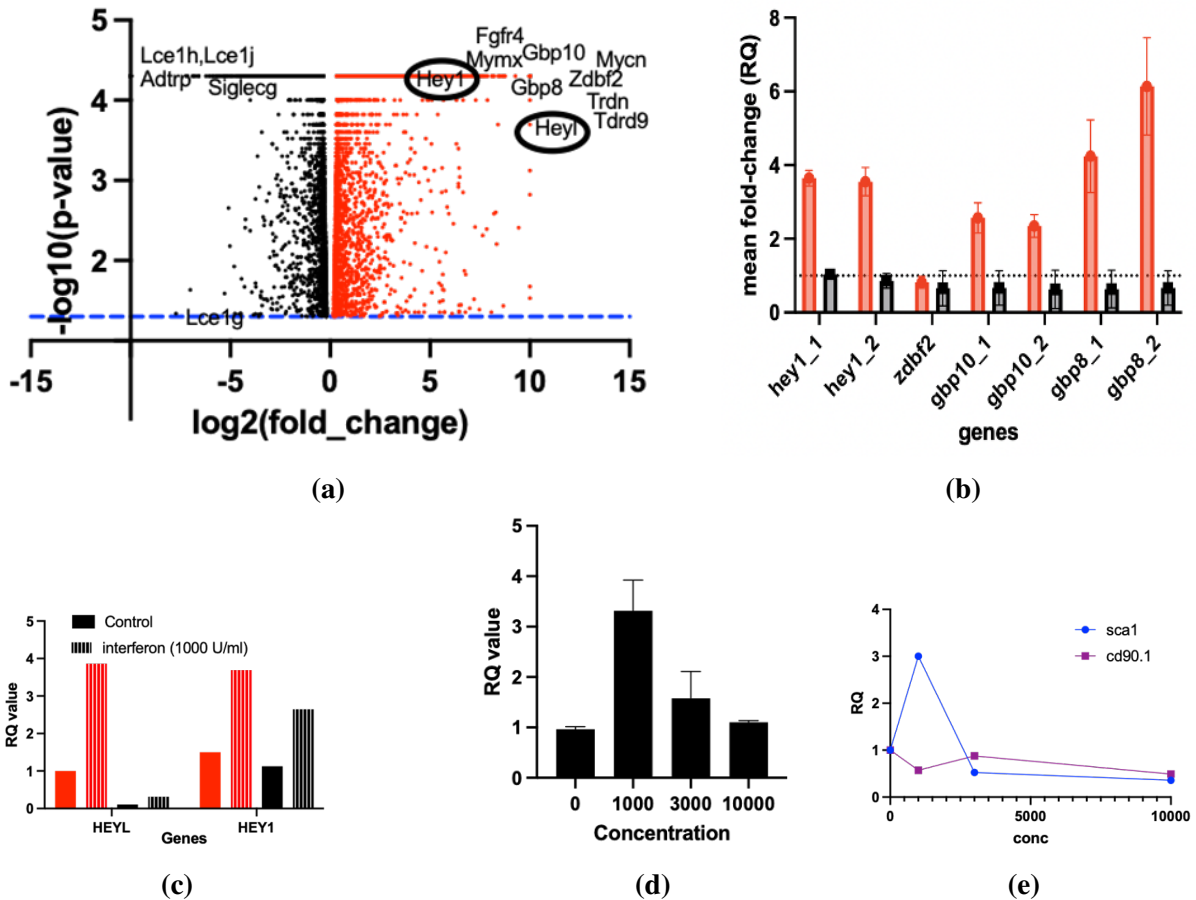 5
4
3
2
-log10(p-value)
Lce1h,Lce1j
Adtrp
Siglecg
Fgfr4
Mymx
Gbp10
Mycn
Hey1
Gbp8
Zdbf2
Trdn
Tdrd9
Heyl
Lce1g
-15
-5
0
5
10
15
log2(fold_change)
(a)
mean fold-change (RQ)
8
6
4
2
0
hey1_1
hey1_2
zdbf2
gbp10_1
gbp10_2
gbp8_1
gbp8_2
genes
(b)
RQ value
5
4
3
2
1
0
Control
interferon (1000 U/ml)
HEYL
HEY1
Genes
(c)
RQ value
5
4
3
2
1
0
0
1000
3000
10000
Concentration
(d)
RQ
4
3
2
1
0
sca1
cd90.1
0
5000
10000
conc
(e)